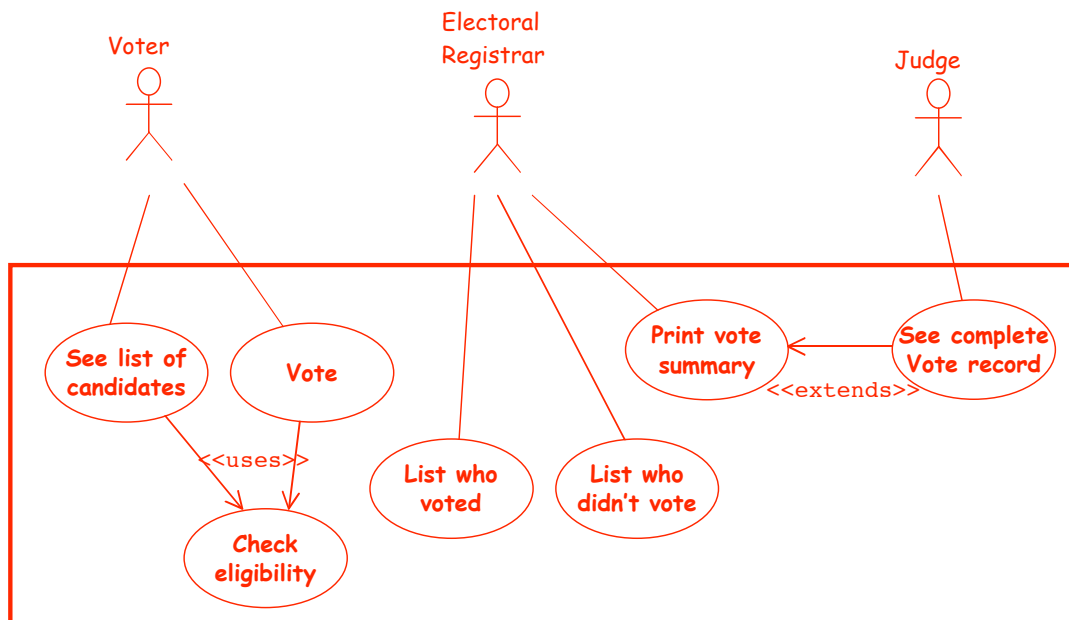 Voter
Electoral
Registrar
Judge
See list of
candidates
Vote
Print vote
summary
See complete
Vote record
<<extends>>
<<uses>>
List who
voted
List who
didn't vote
Check
eligibility